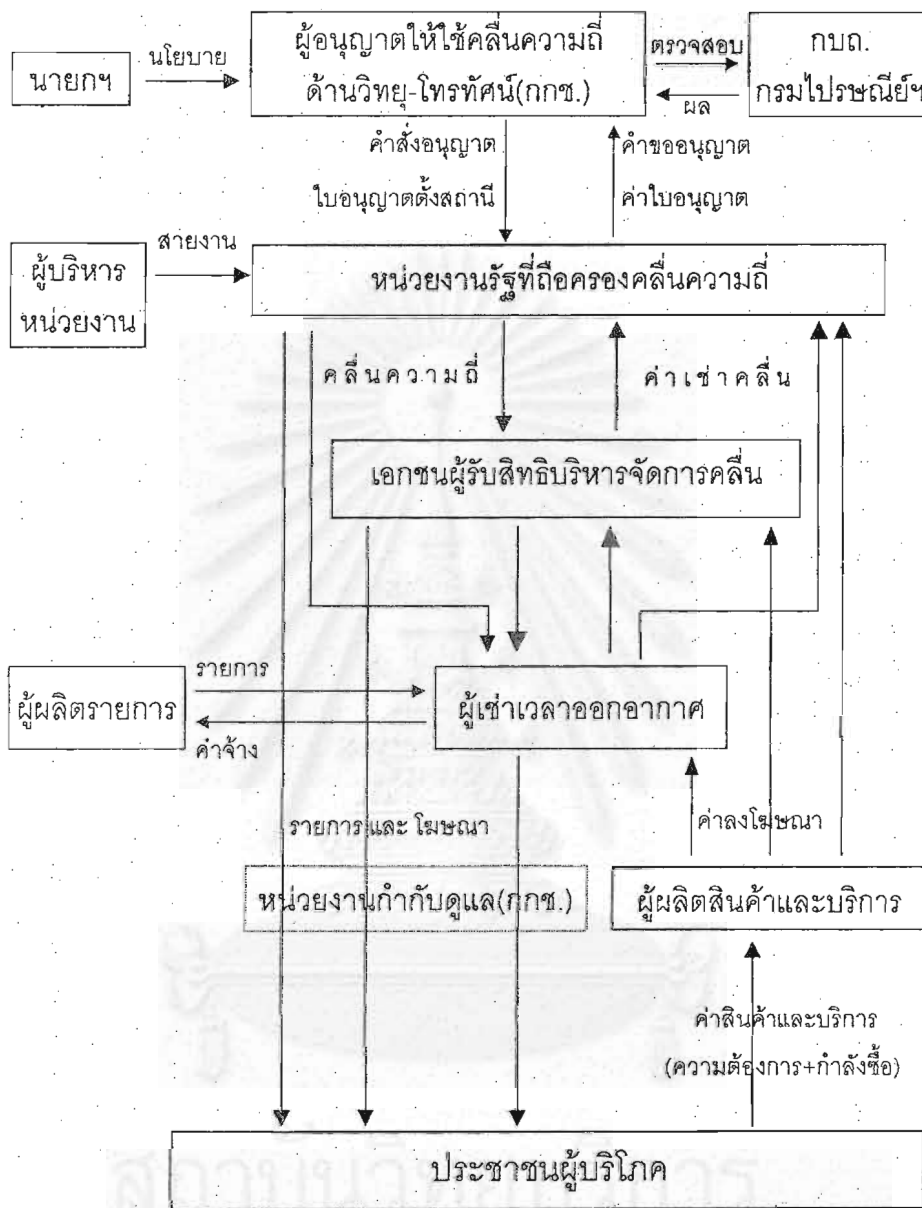 นโยบาย
นายกฯ
ผู้อนุญาตให้ใช้คลื่นความถี่
ด้านวิทยุ-โทรทัศน์(กกช.)
ตรวจสอบ
ผล
กบถ.
กรมไปรษณีย์ฯ
คำสั่งอนุญาต
ใบอนุญาตตั้งสถานี
คำขออนุญาต
ค่าใบอนุญาต
สายงาน
ผู้บริหาร
หน่วยงาน
หน่วยงานรัฐที่ถือครองคลื่นความถี่
คลื่นความถี่
ค่าเช่าคลื่น
เอกชนผู้รับสิทธิบริหารจัดการคลื่น
รายการ
ผู้ผลิตรายการ
ค่าจ้าง
ผู้เช่าเวลาออกอากาศ
รายการ และ โฆษณา
ค่าลงโฆษณา
หน่วยงานกำกับดูแล(กกช.)
ผู้ผลิตสินค้าและบริการ
ค่าสินค้าและบริการ
(ความต้องการ+กำลังซื้อ)
ประชาชนผู้บริโภค
สถาบันวิทยบริการ